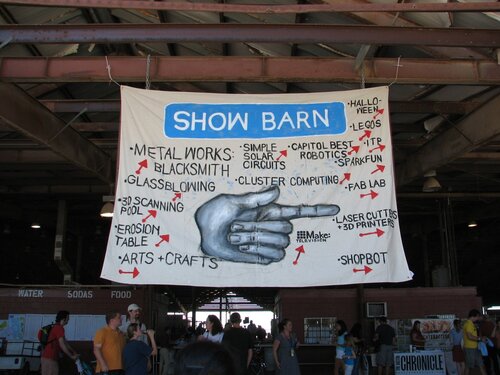 SHOW BARN
•METAL WORKS:
BLACKSMITH
•GLASSBLOWING
•3D SCANNING
POOL
•EROSION
TABLE
•ARTS + CRAFTS
•SIMPLE
SOLAR
CIRCUITS
•CLUSTER COMPUTING
•CAPITOL BEST
ROBOTICS
•HALLO-
WEEN
•LEGOS
•ITP
•SPARKFUN
•FAB LAB
•LASER CUTTERS
+ 3D PRINTERS
•SHOPBOT
Make:
TELEVISION
WATER SODAS FOOD
CHRONICLE